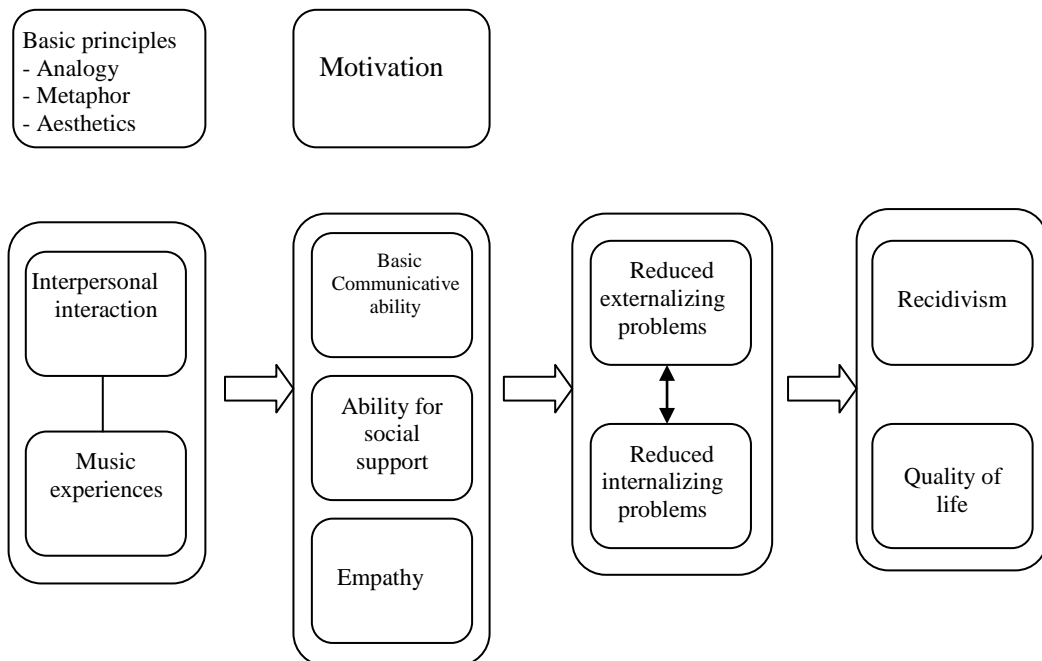 Basic principles
- Analogy
- Metaphor
- Aesthetics
Motivation
Interpersonal
interaction
Music
experiences
Basic
Communicative
ability
Ability for
social
support
Empathy
Reduced
externalizing
problems
Reduced
internalizing
problems
Recidivism
Quality of
life